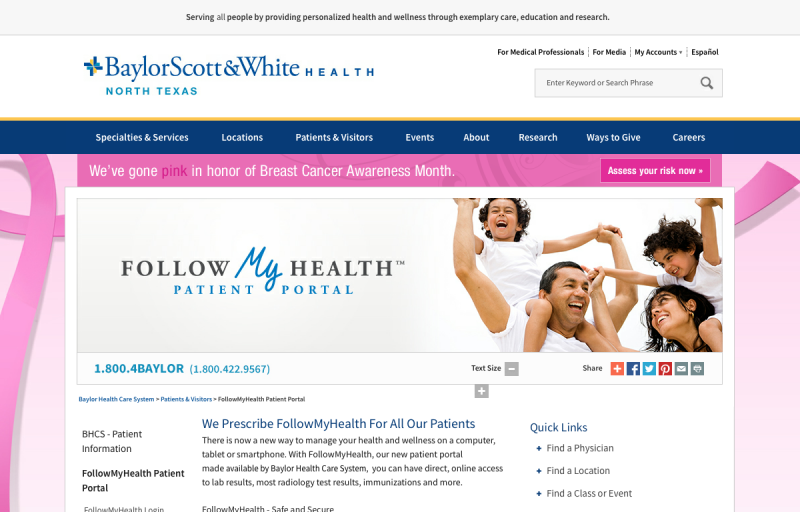 Serving all people by providing personalized health and wellness through exemplary care, education and research.
For Medical Professionals For Media My Accounts Español
BaylorScott&White HEALTH
NORTH TEXAS
Enter Keyword or Search Phrase
Specialties & Services Locations Patients & Visitors Events About Research Ways to Give Careers
We've gone pink in honor of Breast Cancer Awareness Month.
Assess your risk now »
FOLLOW My HEALTH™
PATIENT PORTAL
1.800.4BAYLOR (1.800.422.9567)
Text Size
Share
Baylor Health Care System > Patients & Visitors > FollowMyHealth Patient Portal
BHCS - Patient
Information
FollowMyHealth Patient
Portal
FollowMyHealth Login
We Prescribe FollowMyHealth For All Our Patients
There is now a new way to manage your health and wellness on a computer,
tablet or smartphone. With FollowMyHealth, our new patient portal
made available by Baylor Health Care System, you can have direct, online access
to lab results, most radiology test results, immunizations and more.
FollowMyHealth - Safe and Secure
Quick Links
Find a Physician
Find a Location
Find a Class or Event